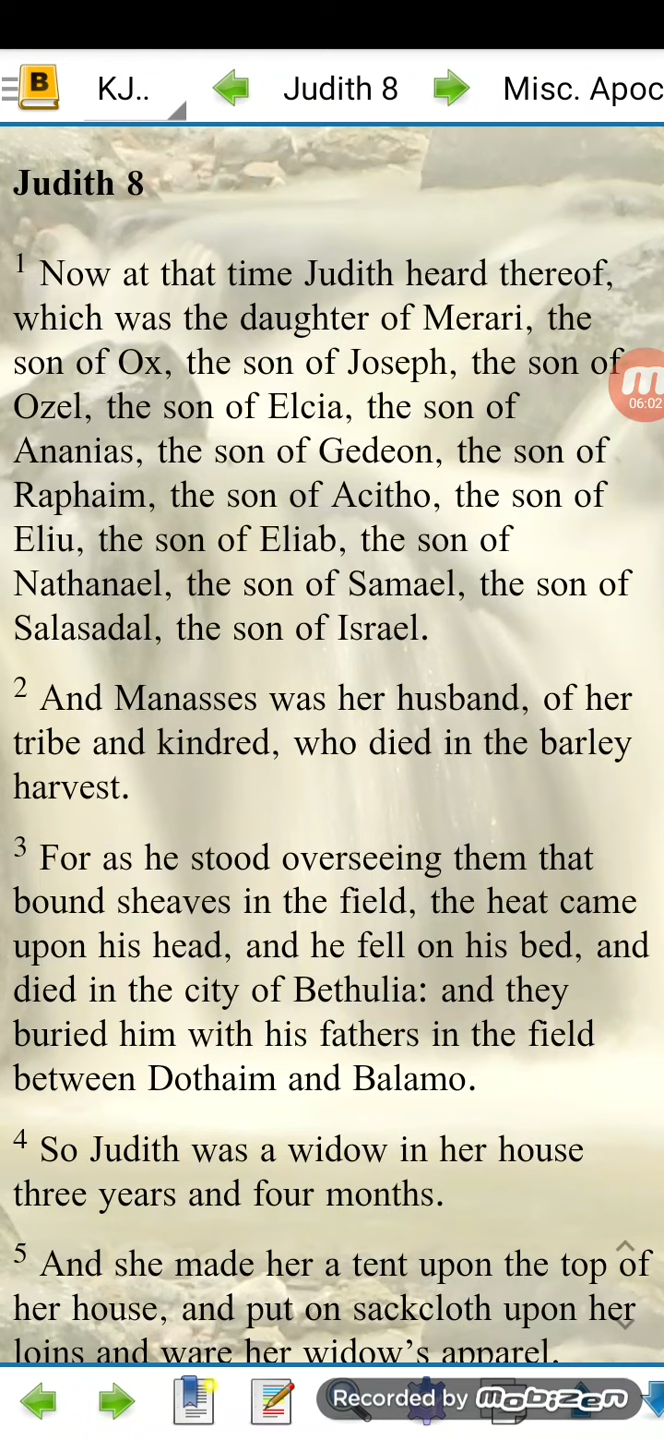 B KJ.. Judith 8 Misc. Apoc
Judith 8
1 Now at that time Judith heard thereof,
which was the daughter of Merari, the
son of Ox, the son of Joseph, the son of
Ozel, the son of Elcia, the son of
Ananias, the son of Gedeon, the son of
Raphaim, the son of Acitho, the son of
Eliu, the son of Eliab, the son of
Nathanael, the son of Samael, the son of
Salasadal, the son of Israel.
m
06:02
2 And Manasses was her husband, of her
tribe and kindred, who died in the barley
harvest.
3 For as he stood overseeing them that
bound sheaves in the field, the heat came
upon his head, and he fell on his bed, and
died in the city of Bethulia: and they
buried him with his fathers in the field
between Dothaim and Balamo.
4 So Judith was a widow in her house
three years and four months.
5 And she made her a tent upon the top of
her house, and put on sackcloth upon her
loins and ware her widow's apparel.
Recorded by mobizen